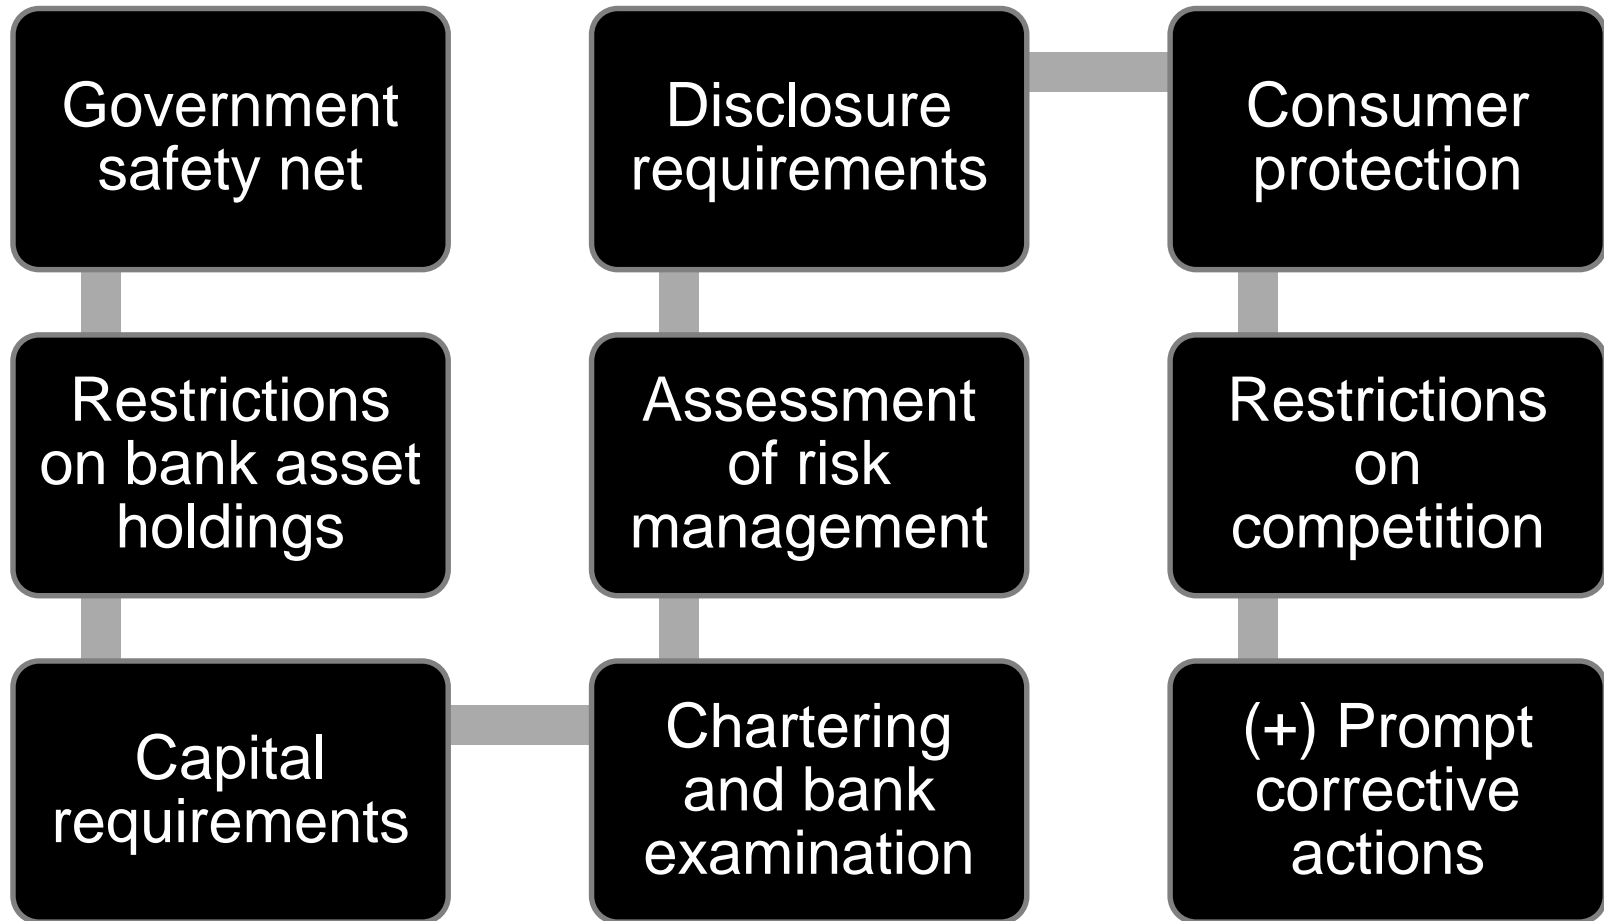 Government
safety net
Restrictions
on bank asset
holdings
Capital
requirements
Chartering
and bank
examination
Assessment
of risk
management
Disclosure
requirements
Consumer
protection
Restrictions
on
competition
(+) Prompt
corrective
actions